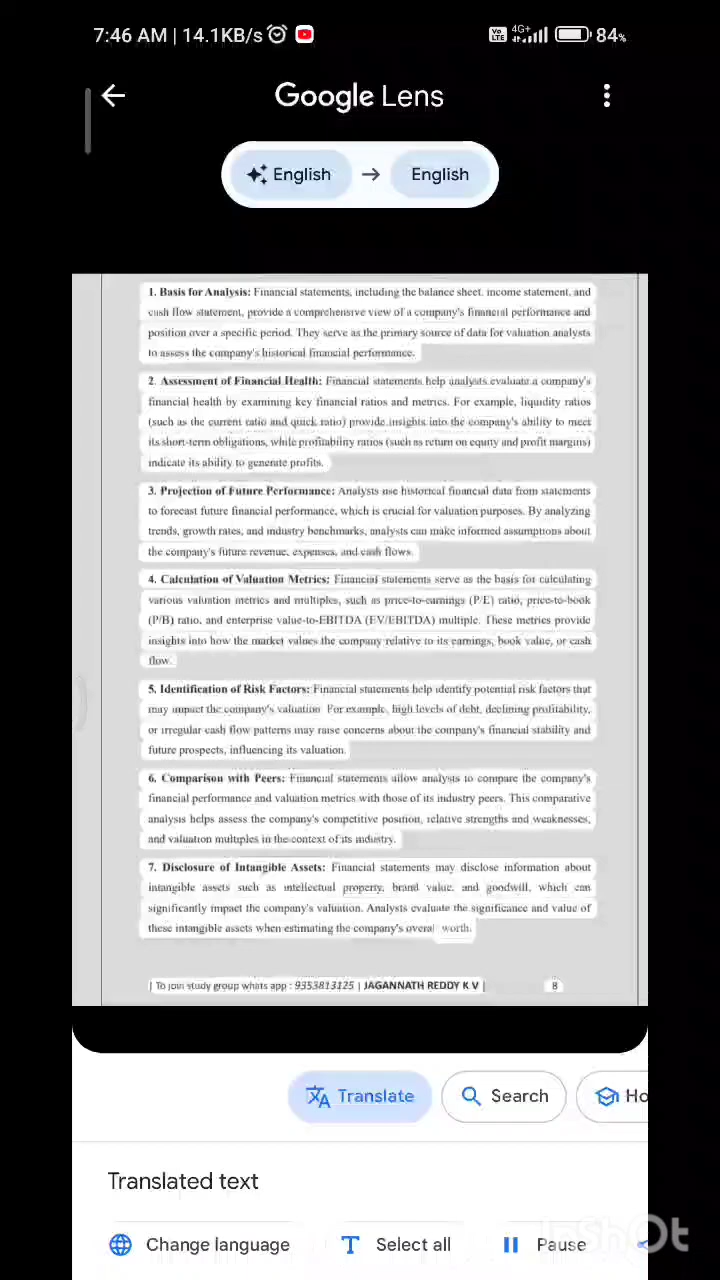 7:46 AM | 14.1KB/s
Vo LTE 4G+ 84%
Google Lens
English → English
1. Basis for Analysis: Financial statements, including the balance sheet, income statement, and
cash flow statement, provide a comprehensive view of a company's financial performance and
position over a specific period. They serve as the primary source of data for valuation analysts
to assess the company's historical financial performance.
2. Assessment of Financial Health: Financial statements help analysts evaluate a company's
financial health by examining key financial ratios and metrics. For example, liquidity ratios
(such as the current ratio and quick ratio) provide insights into the company's ability to meet
its short-term obligations, while profitability ratios (such as return on equity and profit margins)
indicate its ability to generate profits.
3. Projection of Future Performance: Analysts use historical financial data from statements
to forecast future financial performance, which is crucial for valuation purposes. By analyzing
trends, growth rates, and industry benchmarks, analysts can make informed assumptions about
the company's future revenue, expenses, and cash flows.
4. Calculation of Valuation Metrics: Financial statements serve as the basis for calculating
various valuation metrics and multiples, such as price-to-earnings (P/E) ratio, price-to-book
(P/B) ratio, and enterprise value-to-EBITDA (EV/EBITDA) multiple. These metrics provide
insights into how the market values the company relative to its earnings, book value, or cash
flow.
5. Identification of Risk Factors: Financial statements help identify potential risk factors that
may impact the company's valuation. For example, high levels of debt, declining profitability,
or irregular cash flow patterns may raise concerns about the company's financial stability and
future prospects, influencing its valuation.
6. Comparison with Peers: Financial statements allow analysts to compare the company's
financial performance and valuation metrics with those of its industry peers. This comparative
analysis helps assess the company's competitive position, relative strengths and weaknesses,
and valuation multiples in the context of its industry.
7. Disclosure of Intangible Assets: Financial statements may disclose information about
intangible assets such as intellectual property, brand value, and goodwill, which can
significantly impact the company's valuation. Analysts evaluate the significance and value of
these intangible assets when estimating the company's overal worth.
| To join study group whats app : 9353813125 | JAGANNATH REDDY K V | 8
Translate Search Ho
Translated text
Change language Select all Pause
InShOt